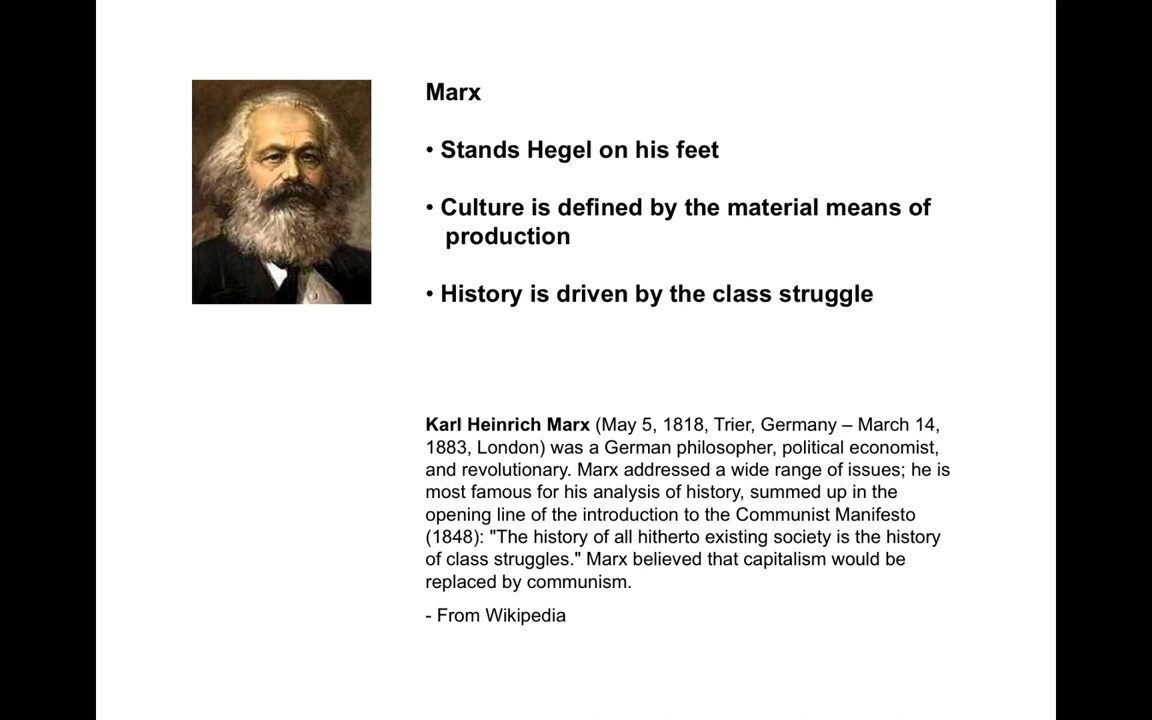 Marx
• Stands Hegel on his feet
• Culture is defined by the material means of
production
• History is driven by the class struggle
Karl Heinrich Marx (May 5, 1818, Trier, Germany – March 14,
1883, London) was a German philosopher, political economist,
and revolutionary. Marx addressed a wide range of issues; he is
most famous for his analysis of history, summed up in the
opening line of the introduction to the Communist Manifesto
(1848): "The history of all hitherto existing society is the history
of class struggles." Marx believed that capitalism would be
replaced by communism.
- From Wikipedia